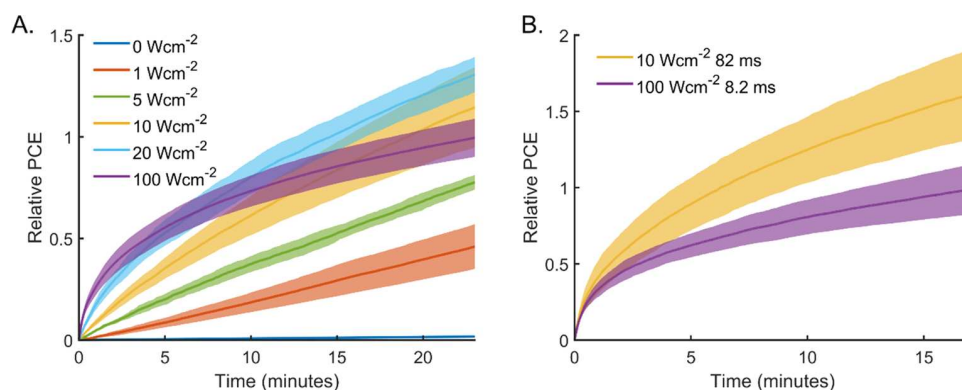 A.
1.5
1
0.5
0
Relative PCE
0 Wcm⁻²
1 Wcm⁻²
5 Wcm⁻²
10 Wcm⁻²
20 Wcm⁻²
100 Wcm⁻²
0 5 10 15 20
Time (minutes)
B.
2
1.5
1
0.5
0
Relative PCE
10 Wcm⁻² 82 ms
100 Wcm⁻² 8.2 ms
0 5 10 15
Time (minutes)